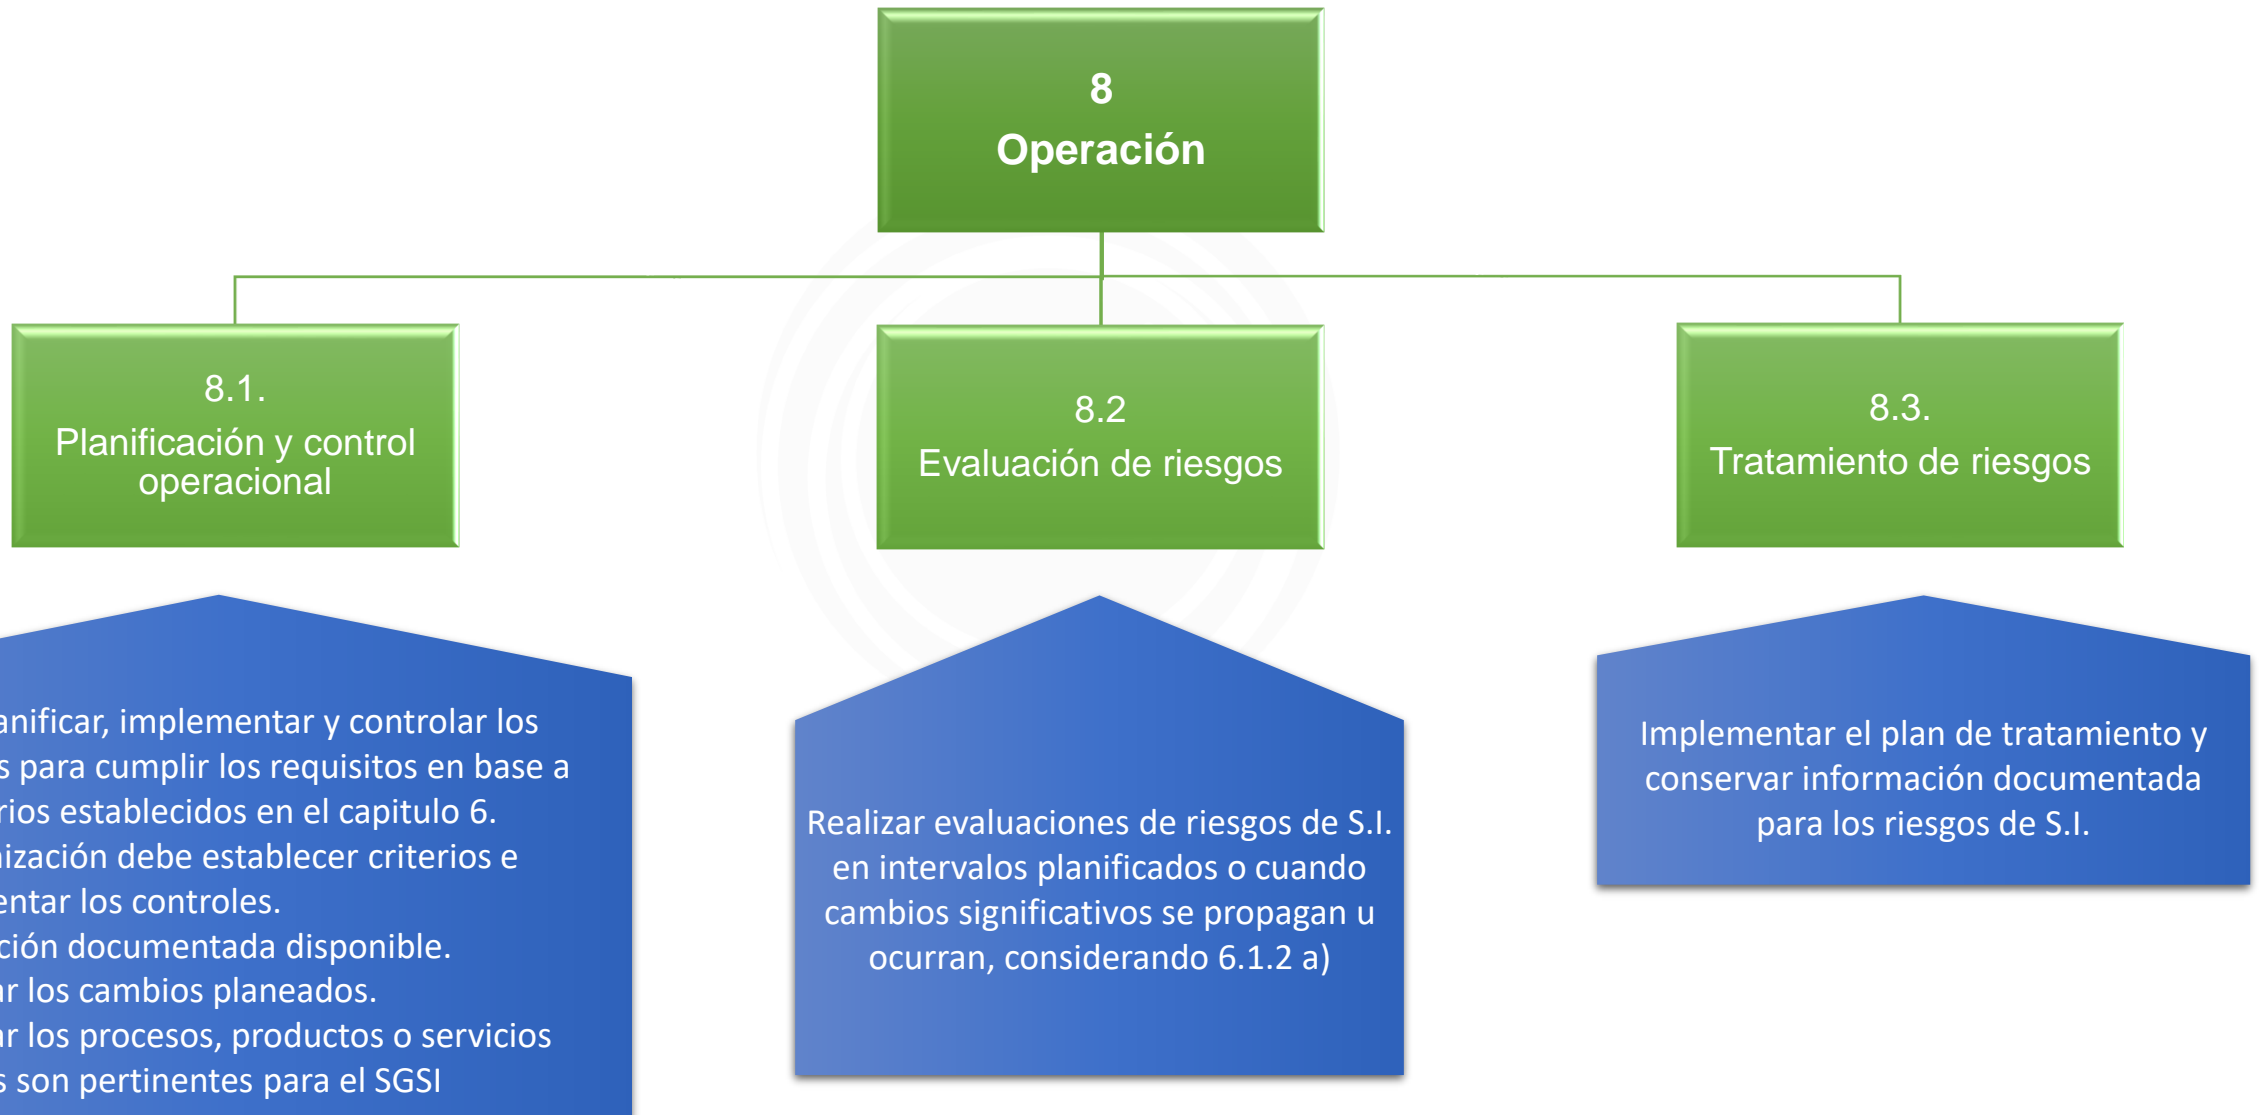 8
Operación
8.1.
Planificación y control
operacional
8.2
Evaluación de riesgos
8.3.
Tratamiento de riesgos
anificar, implementar y controlar los
s para cumplir los requisitos en base a
rios establecidos en el capitulo 6.
nización debe establecer criterios e
entar los controles.
ción documentada disponible.
ar los cambios planeados.
ar los procesos, productos o servicios
s son pertinentes para el SGSI
Realizar evaluaciones de riesgos de S.I.
en intervalos planificados o cuando
cambios significativos se propagan u
ocurran, considerando 6.1.2 a)
Implementar el plan de tratamiento y
conservar información documentada
para los riesgos de S.I.